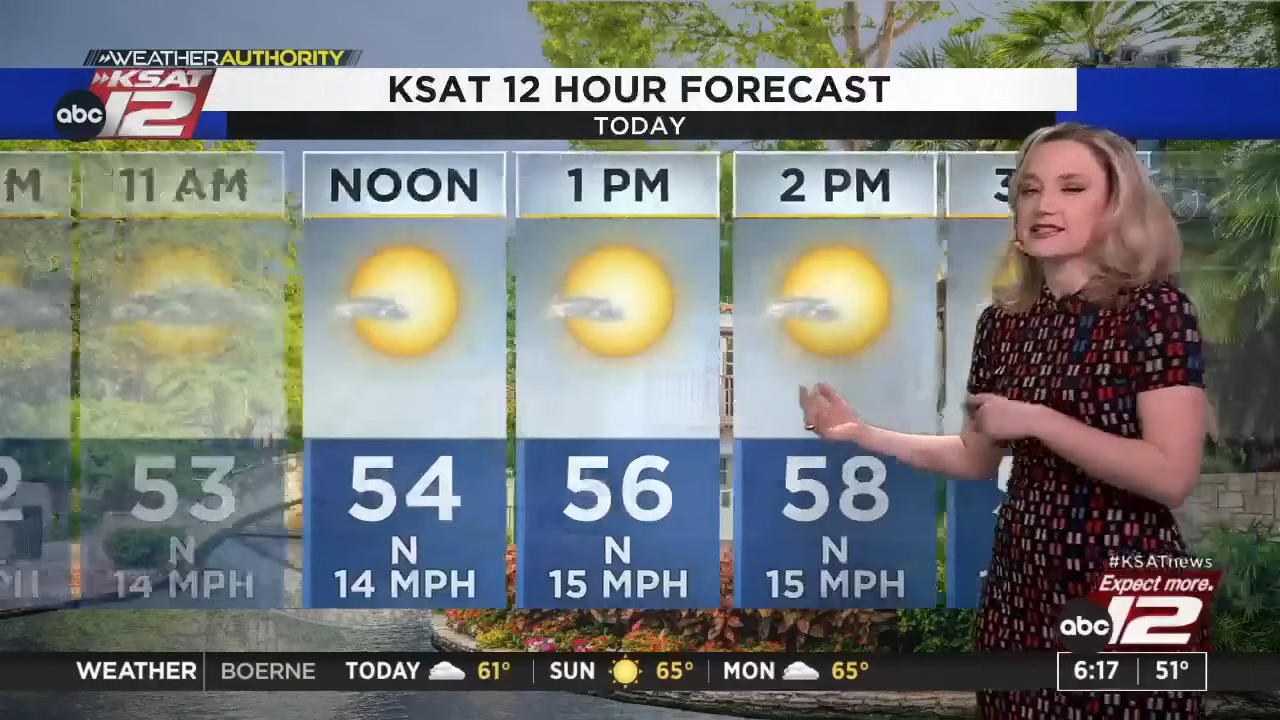 WEATHERAUTHORITY
KSAT
abc 12
KSAT 12 HOUR FORECAST
TODAY
11 AM
NOON
1 PM
2 PM
53
54
56
58
N
N
N
N
14 MPH
14 MPH
15 MPH
15 MPH
#KSATnews
Expect more.
abc 12
WEATHER BOERNE TODAY 61° SUN 65° MON 65°
6:17 51°